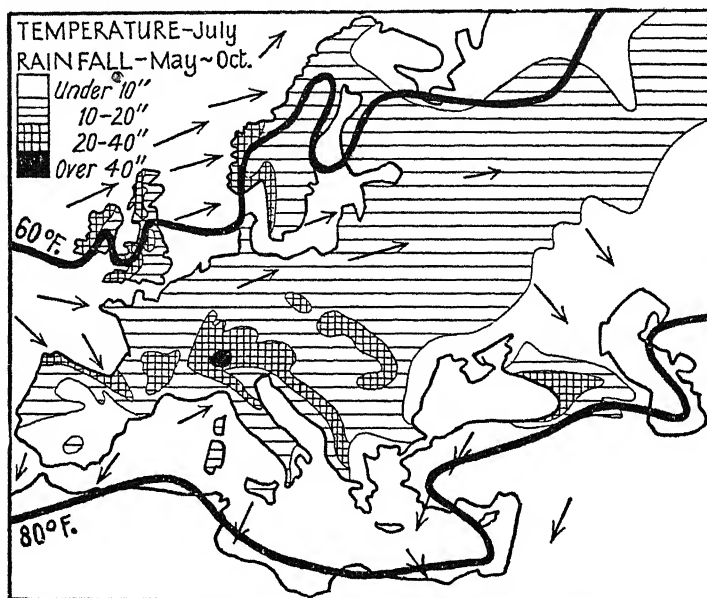 TEMPERATURE-July
RAINFALL-May~Oct.
Under 10"
10-20"
20-40"
Over 40"
60°F.
80°F.